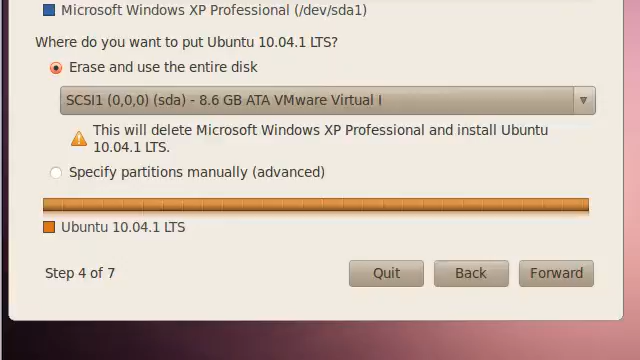 Microsoft Windows XP Professional (/dev/sda1)
Where do you want to put Ubuntu 10.04.1 LTS?
Erase and use the entire disk
SCSI1 (0,0,0) (sda) - 8.6 GB ATA VMware Virtual I
This will delete Microsoft Windows XP Professional and install Ubuntu
10.04.1 LTS.
Specify partitions manually (advanced)
Ubuntu 10.04.1 LTS
Step 4 of 7
Quit
Back
Forward